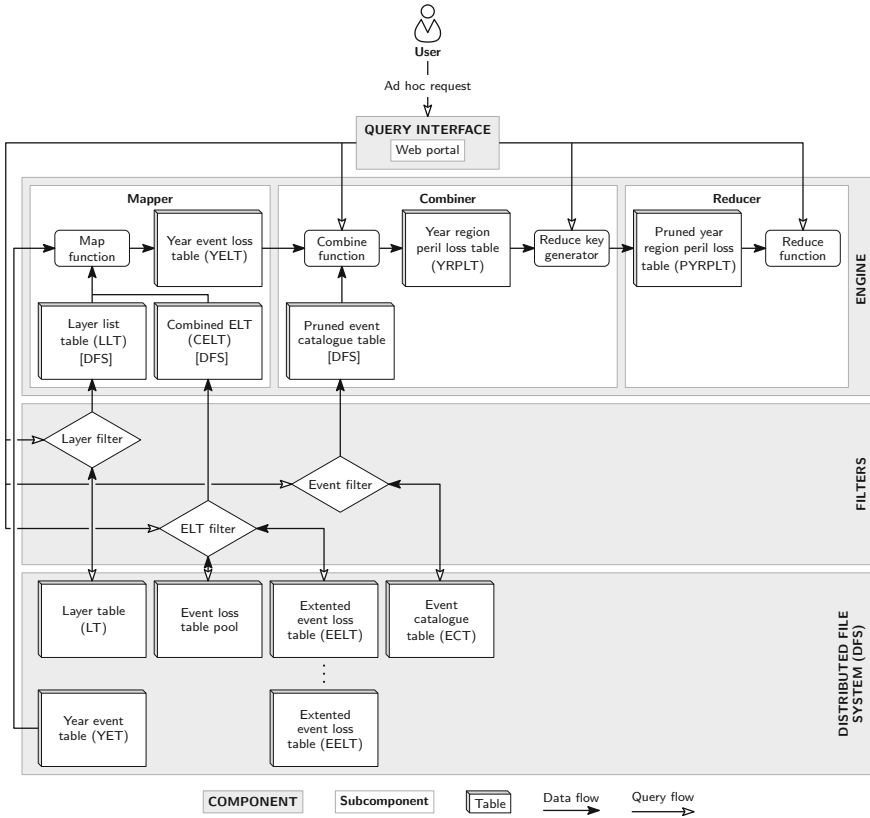 User
Ad hoc request
QUERY INTERFACE
Web portal
Mapper
Combiner
Reducer
Map
function
Year event loss
table (YELT)
Combine
function
Year region
peril loss table
(YRPLT)
Reduce key
generator
Pruned year
region peril loss
table (PYRPLT)
Reduce
function
ENGINE
Layer list
table (LLT)
[DFS]
Combined ELT
(CELT)
[DFS]
Pruned event
catalogue table
[DFS]
Layer filter
Event filter
ELT filter
FILTERS
Layer table
(LT)
Event loss
table pool
Extented
event loss
table (EELT)
Event
catalogue
table (ECT)
DISTRIBUTED FILE
SYSTEM (DFS)
Year event
table (YET)
Extented
event loss
table (EELT)
COMPONENT
Subcomponent
Table
Data flow
Query flow